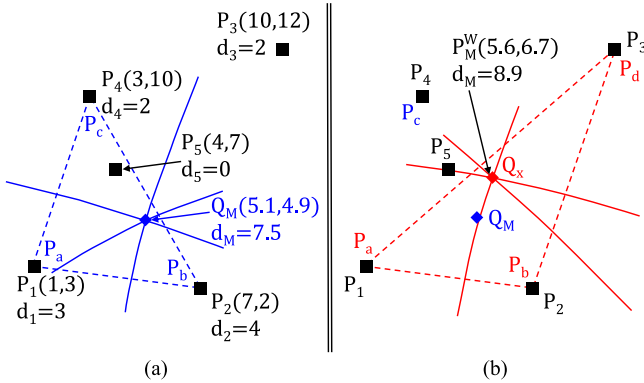 P3(10,12)
d3=2
P4(3,10)
d4=2
Pc
P5(4,7)
d5=0
QM(5.1,4.9)
dM=7.5
Pa
Pb
P1(1,3)
d1=3
P2(7,2)
d2=4
(a)
PMW(5.6,6.7)
dM=8.9
P3
Pd
P4
Pc
P5
Qx
QM
Pa
Pb
P1
P2
(b)